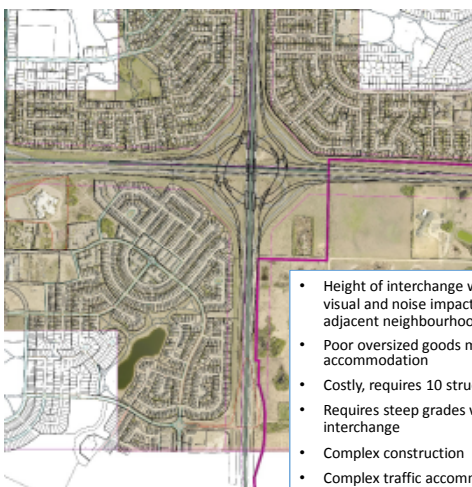 • Height of interchange
visual and noise impact
adjacent neighbourhoo
• Poor oversized goods
accommodation
• Costly, requires 10 stru
• Requires steep grades
interchange
• Complex construction
• Complex traffic accomm